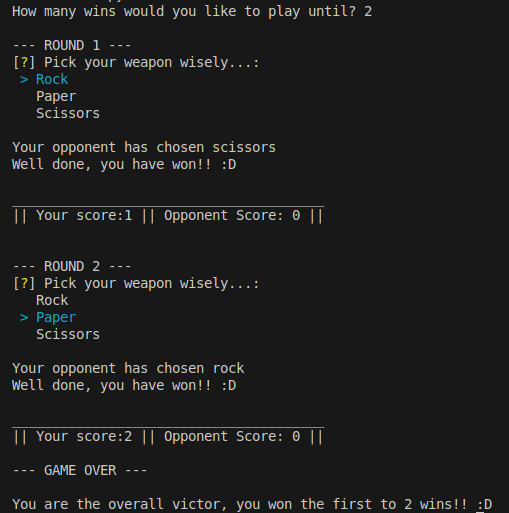 How many wins would you like to play until? 2
--- ROUND 1 ---
[?] Pick your weapon wisely...:
 > Rock
   Paper
   Scissors
Your opponent has chosen scissors
Well done, you have won!! :D
_______________________________________
|| Your score:1 || Opponent Score: 0 ||
--- ROUND 2 ---
[?] Pick your weapon wisely...:
   Rock
 > Paper
   Scissors
Your opponent has chosen rock
Well done, you have won!! :D
_______________________________________
|| Your score:2 || Opponent Score: 0 ||
--- GAME OVER ---
You are the overall victor, you won the first to 2 wins!! :D